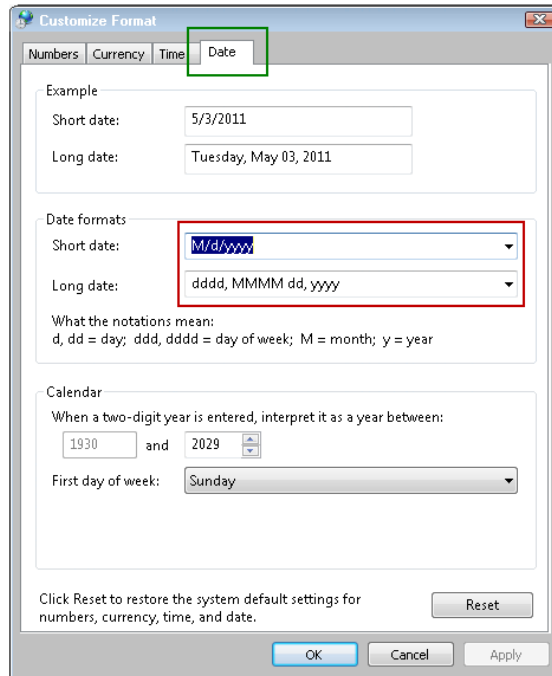 Customize Format
Numbers Currency Time Date
Example
Short date: 5/3/2011
Long date: Tuesday, May 03, 2011
Date formats
Short date: M/d/yyyy
Long date: dddd, MMMM dd, yyyy
What the notations mean:
d, dd = day; ddd, dddd = day of week; M = month; y = year
Calendar
When a two-digit year is entered, interpret it as a year between:
1930 and 2029
First day of week: Sunday
Click Reset to restore the system default settings for
numbers, currency, time, and date.
Reset
OK Cancel Apply